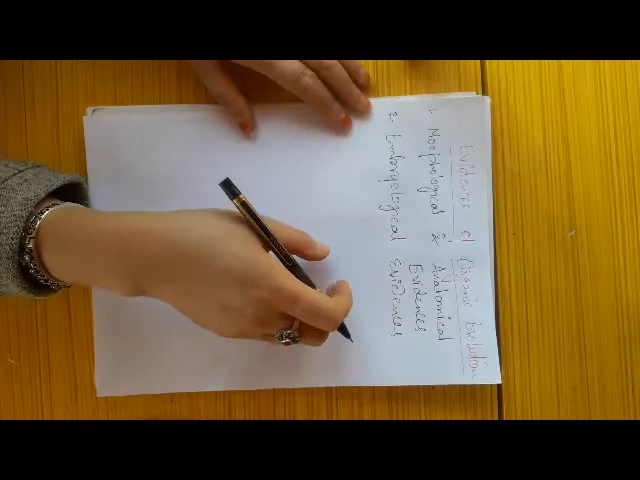 Evidences of Organic Evolution
1. Morphological & Anatomical
Evidences
2. Embryological Evidences